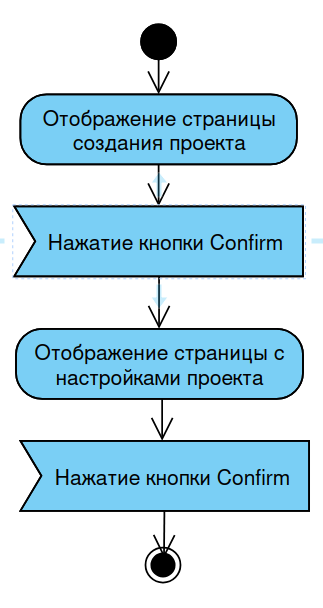 Отображение страницы
создания проекта
Нажатие кнопки Confirm
Отображение страницы с
настройками проекта
Нажатие кнопки Confirm